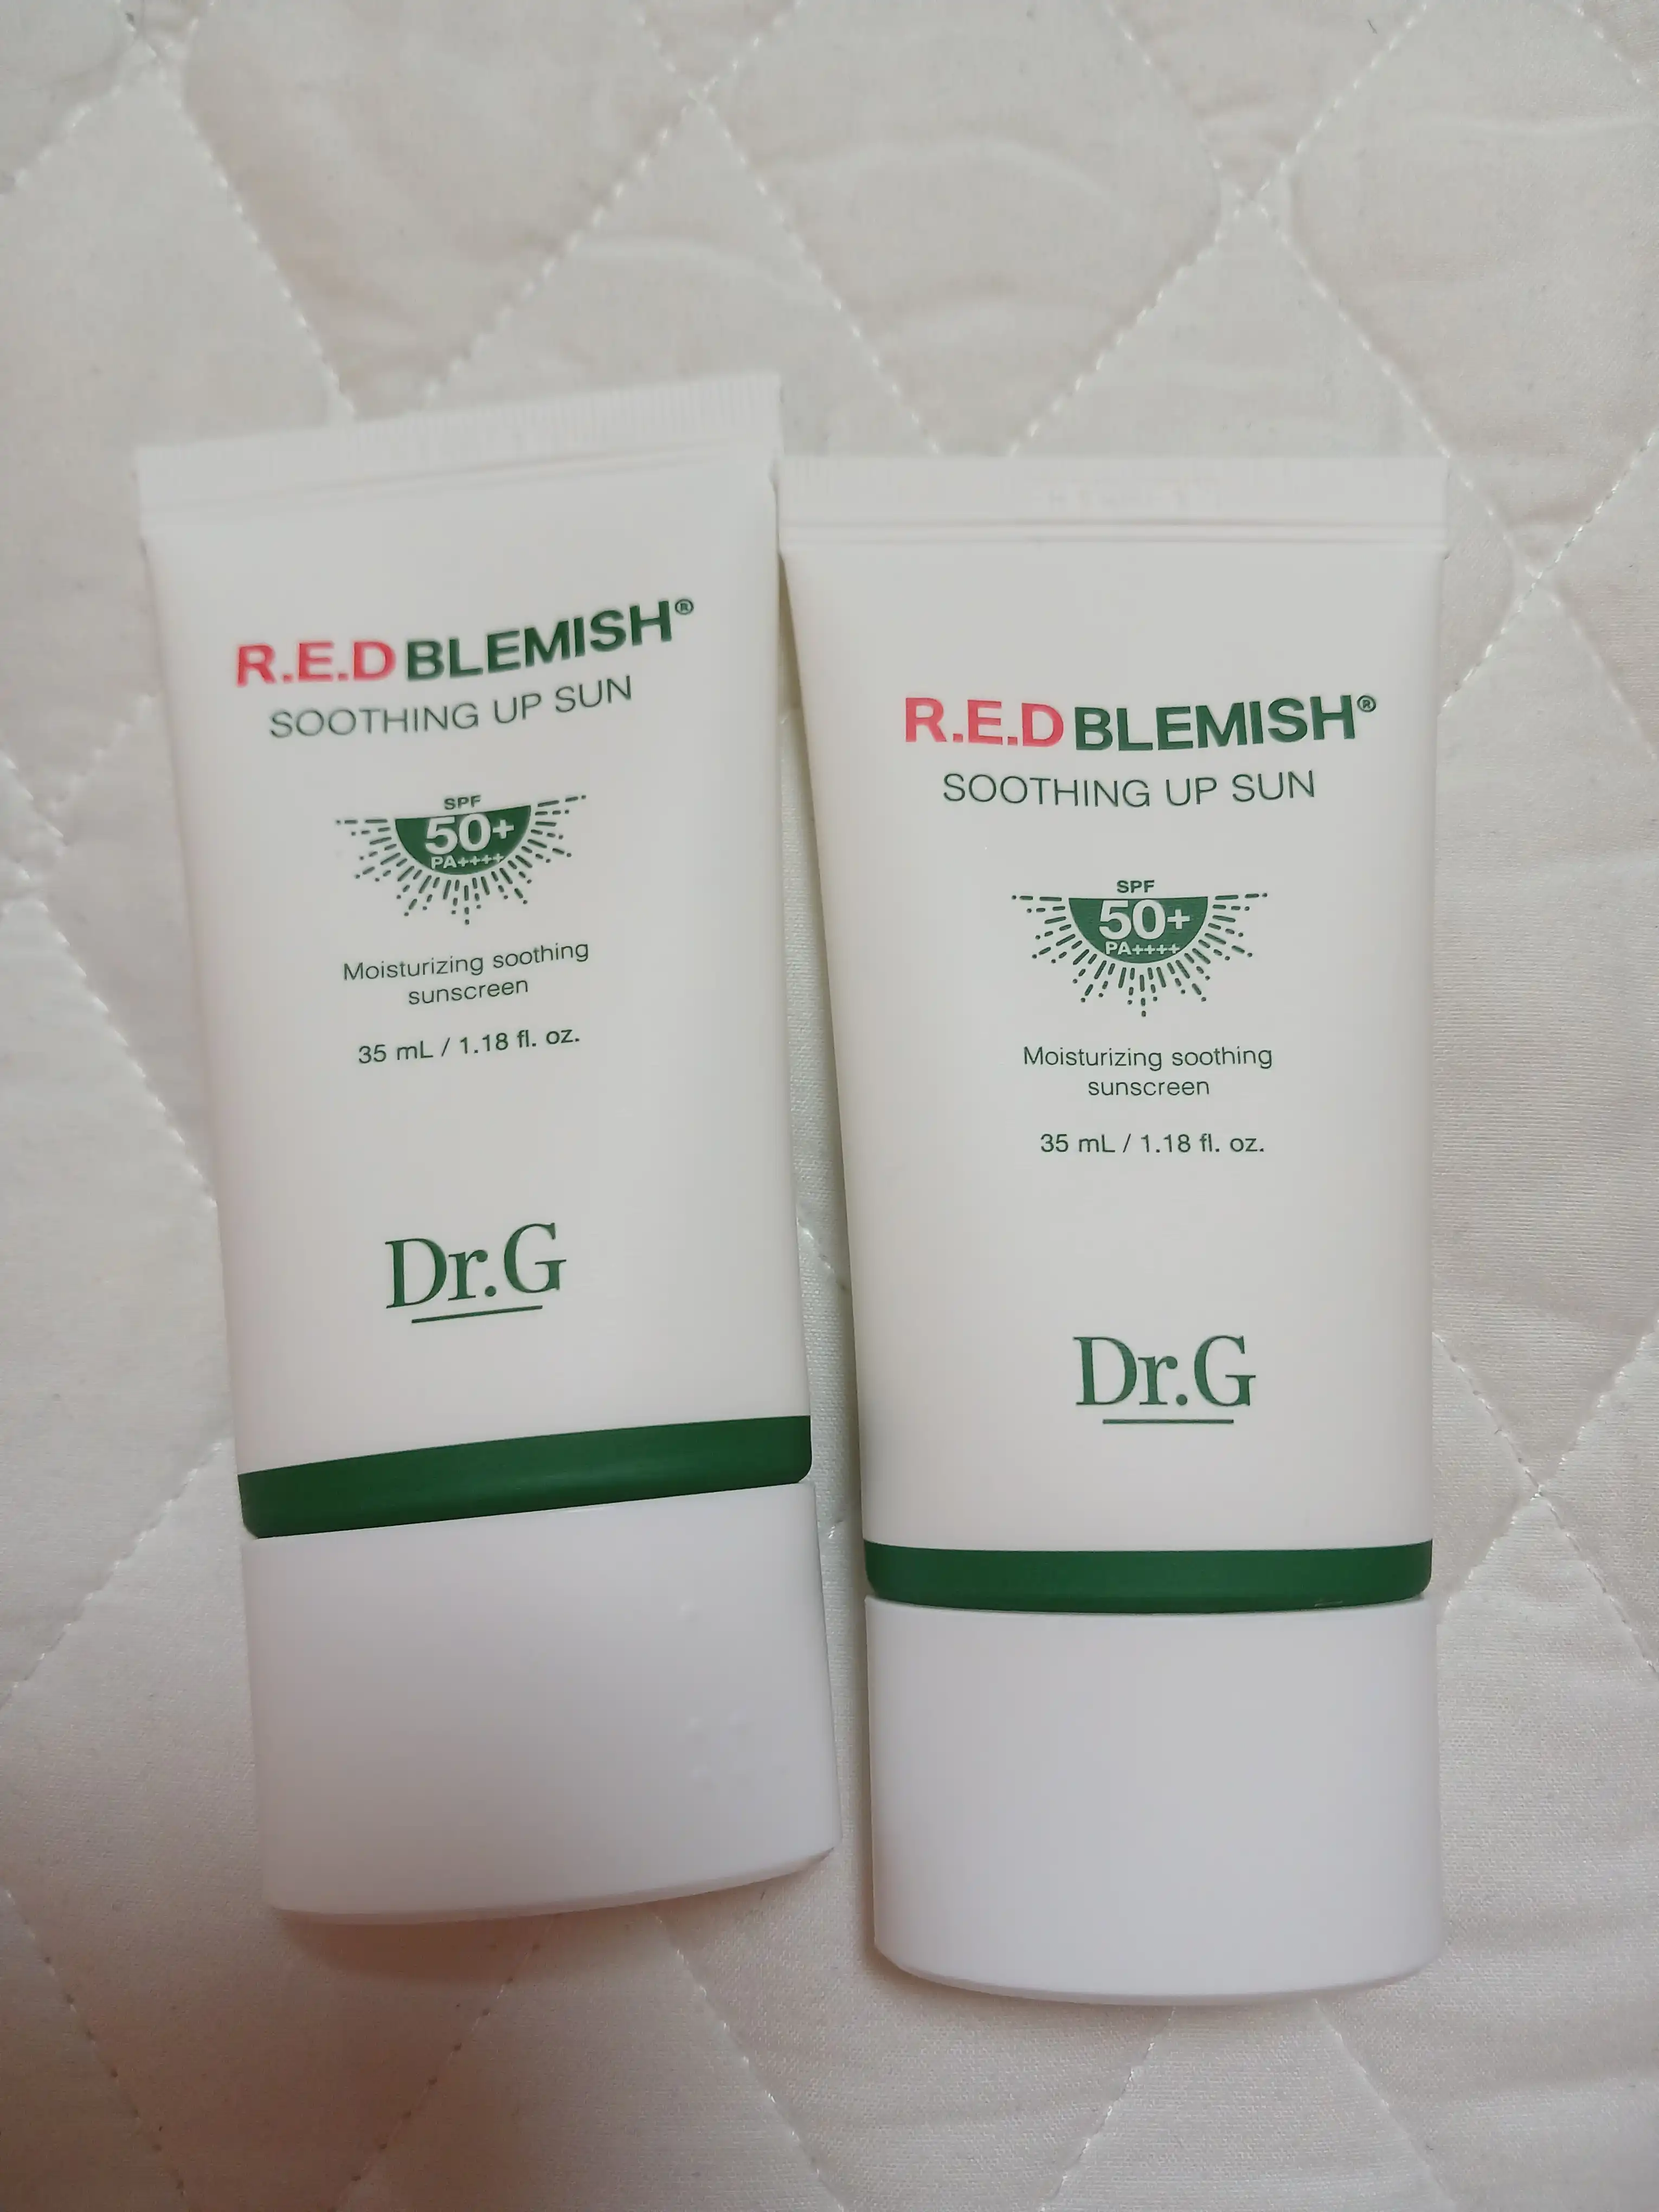 R.E.D BLEMISH®
SOOTHING UP SUN
SPF
50+
PA++++
Moisturizing soothing
sunscreen
35 mL / 1.18 fl. oz.
Dr.G
R.E.D BLEMISH®
SOOTHING UP SUN
SPF
50+
PA++++
Moisturizing soothing
sunscreen
35 mL / 1.18 fl. oz.
Dr.G